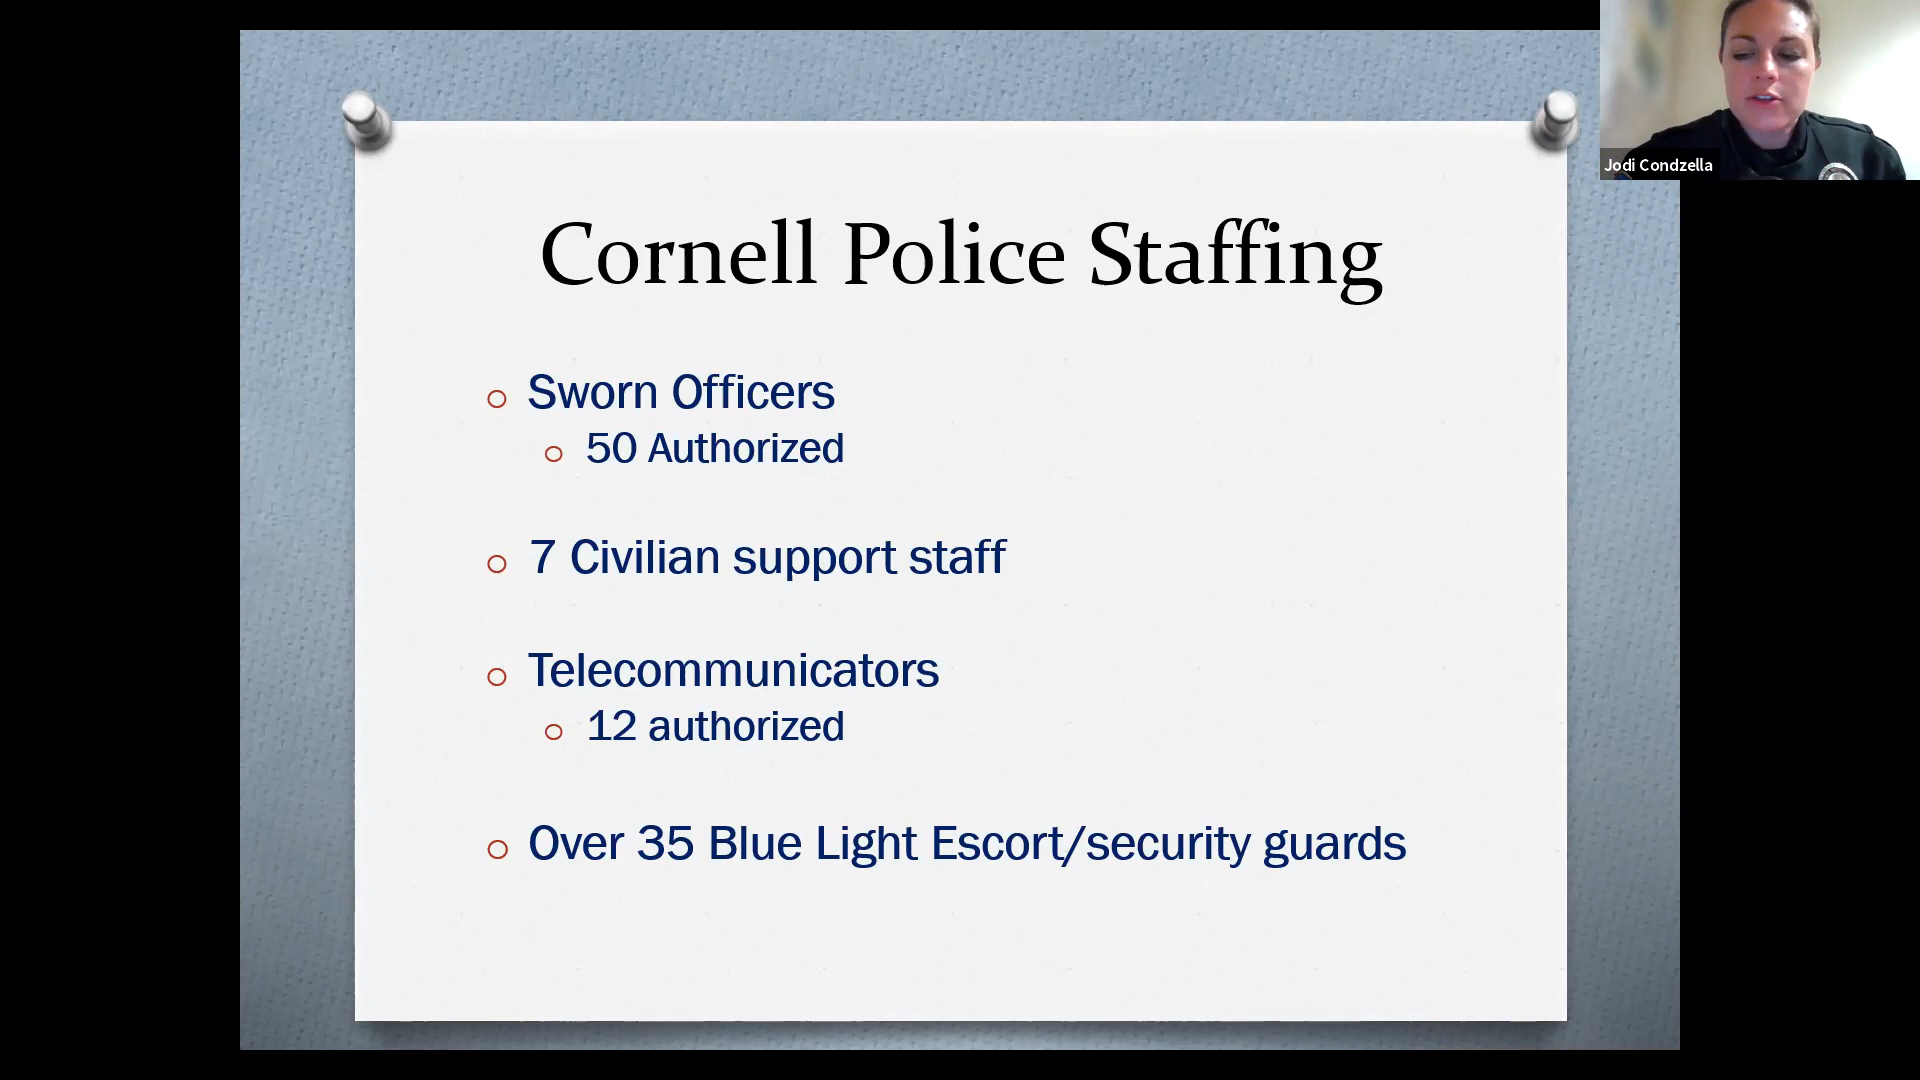 Jodi Condzella
Cornell Police Staffing
Sworn Officers
50 Authorized
7 Civilian support staff
Telecommunicators
12 authorized
Over 35 Blue Light Escort/security guards